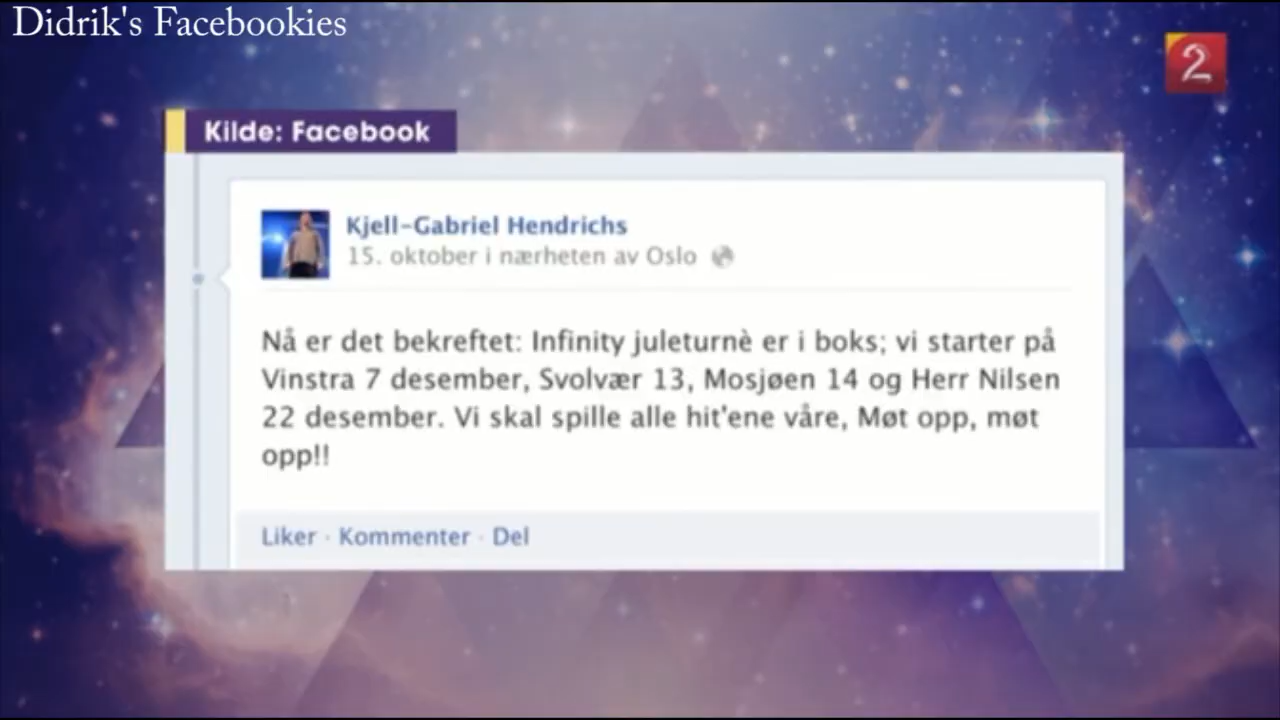 Didrik's Facebookies
2
Kilde: Facebook
Kjell-Gabriel Hendrichs
15. oktober i nærheten av Oslo
Nå er det bekreftet: Infinity juleturnè er i boks; vi starter på
Vinstra 7 desember, Svolvær 13, Mosjøen 14 og Herr Nilsen
22 desember. Vi skal spille alle hit'ene våre, Møt opp, møt
opp!!
Liker · Kommenter · Del